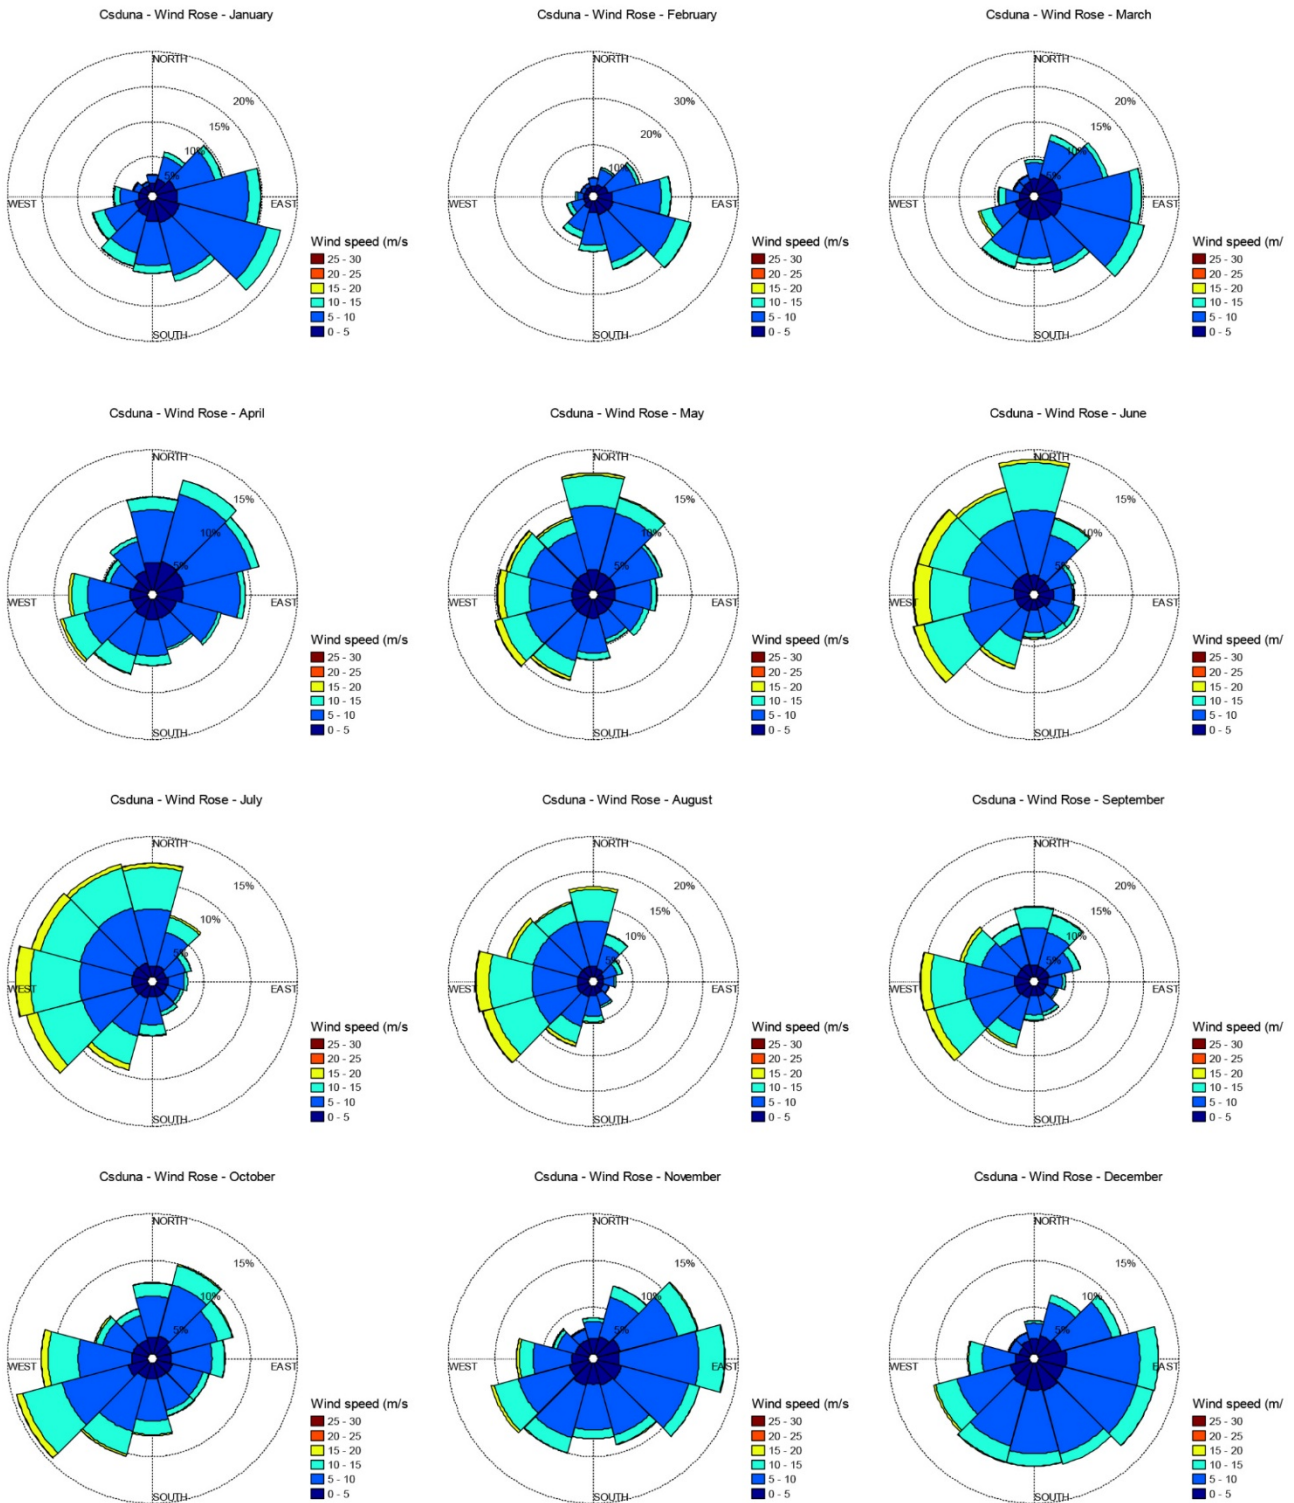 Csduna - Wind Rose - January
NORTH
20%
15%
10%
5%
WEST
EAST
SOUTH
Wind speed (m/s
25 - 30
20 - 25
15 - 20
10 - 15
5 - 10
0 - 5
Csduna - Wind Rose - February
NORTH
30%
20%
10%
WEST
EAST
SOUTH
Wind speed (m/s
25 - 30
20 - 25
15 - 20
10 - 15
5 - 10
0 - 5
Csduna - Wind Rose - March
NORTH
20%
15%
10%
5%
WEST
EAST
SOUTH
Wind speed (m/
25 - 30
20 - 25
15 - 20
10 - 15
5 - 10
0 - 5
Csduna - Wind Rose - April
NORTH
15%
10%
5%
WEST
EAST
SOUTH
Wind speed (m/s
25 - 30
20 - 25
15 - 20
10 - 15
5 - 10
0 - 5
Csduna - Wind Rose - May
NORTH
15%
10%
5%
WEST
EAST
SOUTH
Wind speed (m/s
25 - 30
20 - 25
15 - 20
10 - 15
5 - 10
0 - 5
Csduna - Wind Rose - June
NORTH
15%
10%
5%
WEST
EAST
SOUTH
Wind speed (m/
25 - 30
20 - 25
15 - 20
10 - 15
5 - 10
0 - 5
Csduna - Wind Rose - July
NORTH
15%
10%
5%
WEST
EAST
SOUTH
Wind speed (m/s
25 - 30
20 - 25
15 - 20
10 - 15
5 - 10
0 - 5
Csduna - Wind Rose - August
NORTH
20%
15%
10%
5%
WEST
EAST
SOUTH
Wind speed (m/s
25 - 30
20 - 25
15 - 20
10 - 15
5 - 10
0 - 5
Csduna - Wind Rose - September
NORTH
20%
15%
10%
5%
WEST
EAST
SOUTH
Wind speed (m/
25 - 30
20 - 25
15 - 20
10 - 15
5 - 10
0 - 5
Csduna - Wind Rose - October
NORTH
15%
10%
5%
WEST
EAST
SOUTH
Wind speed (m/s
25 - 30
20 - 25
15 - 20
10 - 15
5 - 10
0 - 5
Csduna - Wind Rose - November
NORTH
15%
10%
5%
WEST
EAST
SOUTH
Wind speed (m/s
25 - 30
20 - 25
15 - 20
10 - 15
5 - 10
0 - 5
Csduna - Wind Rose - December
NORTH
15%
10%
5%
WEST
EAST
SOUTH
Wind speed (m/
25 - 30
20 - 25
15 - 20
10 - 15
5 - 10
0 - 5